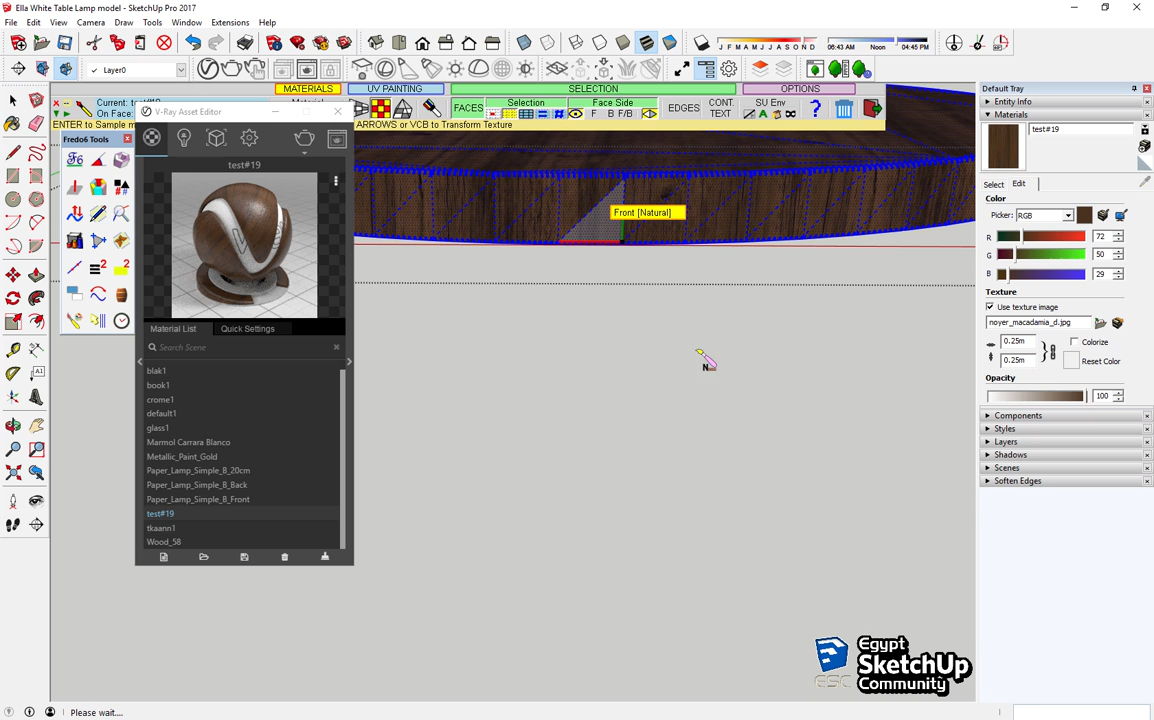 Ella White Table Lamp model - SketchUp Pro 2017
File Edit View Camera Draw Tools Window Extensions Help
J F M A M J J A S O N D 06:43 AM Noon 04:45 PM
Layer0
MATERIALS UV PAINTING SELECTION OPTIONS
Current: test#19
On Face:
FACES Selection Face Side EDGES CONT. TEXT SU Env
F B F/B
ENTER to Sample m
ARROWS or VCB to Transform Texture
Fredo6 Tools
V-Ray Asset Editor
test#19
Front [Natural]
Material List Quick Settings
Search Scene
blak1
book1
crome1
default1
glass1
Marmol Carrara Blanco
Metallic_Paint_Gold
Paper_Lamp_Simple_B_20cm
Paper_Lamp_Simple_B_Back
Paper_Lamp_Simple_B_Front
test#19
tkaann1
Wood_58
Default Tray
Entity Info
Materials
test#19
Select Edit
Color
Picker: RGB
R 72
G 50
B 29
Texture
Use texture image
noyer_macadamia_d.jpg
0.25m Colorize
0.25m Reset Color
Opacity
100
Components
Styles
Layers
Shadows
Scenes
Soften Edges
Egypt
SketchUp
Community
ESC
Please wait....